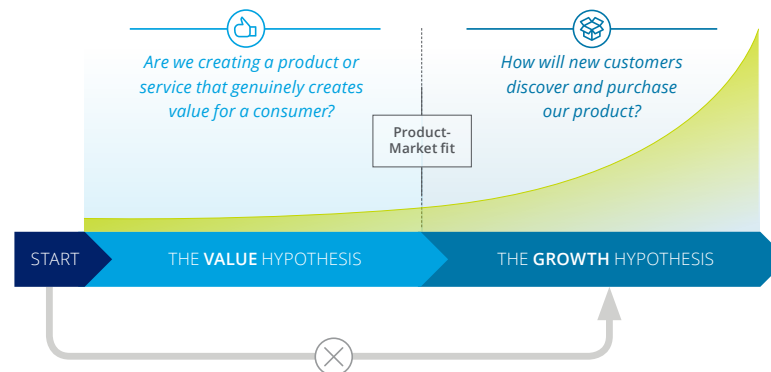 Are we creating a product or
service that genuinely creates
value for a consumer?
How will new customers
discover and purchase
our product?
Product-
Market fit
START
THE VALUE HYPOTHESIS
THE GROWTH HYPOTHESIS